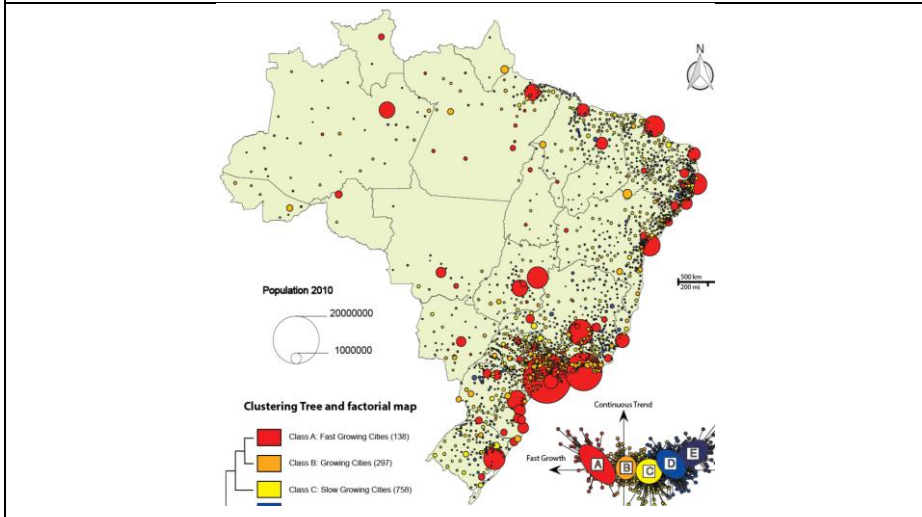 N
500 km
200 mi
Population 2010
20000000
1000000
Clustering Tree and factorial map
Class A: Fast Growing Cities (138)
Class B: Growing Cities (297)
Class C: Slow Growing Cities (758)
Continuous Trend
Fast Growth
A
B
C
D
E